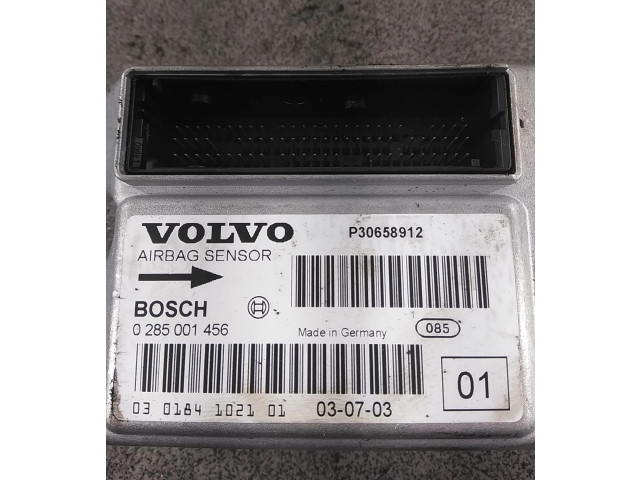 VOLVO P30658912
AIRBAG SENSOR
BOSCH
0 285 001 456 Made in Germany 085
03 0184 1021 01 03-07-03 01